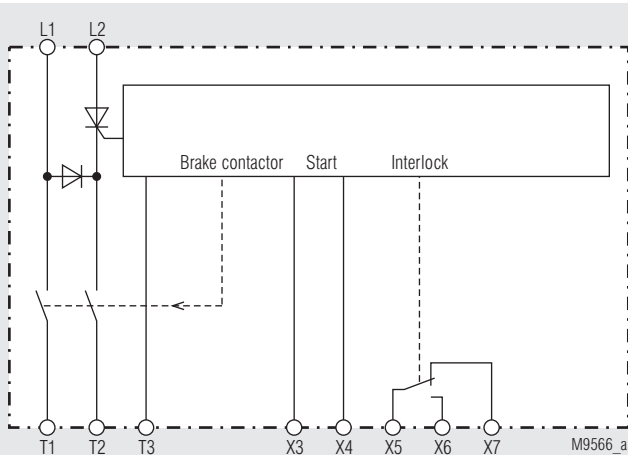 L1 L2
Brake contactor Start Interlock
T1 T2 T3 X3 X4 X5 X6 X7 M9566_a